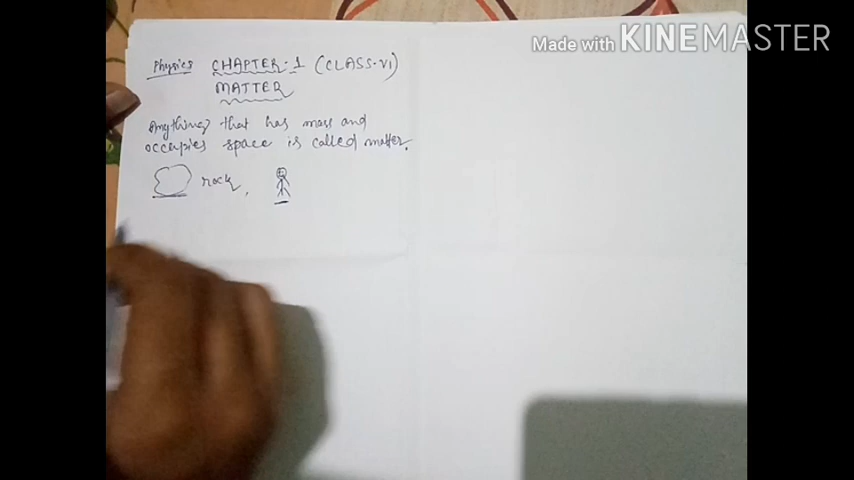 Made with KINEMASTER
Physics CHAPTER-1 (CLASS-VI)
MATTER
Anything that has mass and
occupies space is called matter.
rock,